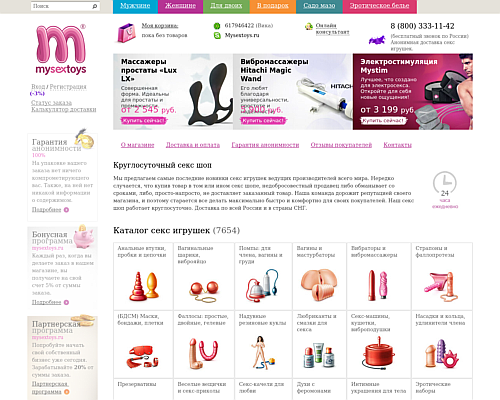 Поиск
Мужчине
Женщине
Для двоих
В подарок
Садо мазо
Эротическое белье
Моя корзина:
пока без товаров
617946422 (Вика)
Mysextoys.ru
Онлайн
консультант
8 (800) 333-11-42
(бесплатный звонок по России)
Анонимная доставка секс
игрушек.
mysextoys
Вход / Регистрация
(-3%)
Статус заказа
Калькулятор доставки
Массажеры
простаты «Lux
LX»
Совершенная
форма. Идеальны
для простаты и
промежности.
от 2 545 руб.
Купить сейчас!
Вибромассажеры
Hitachi Magic
Wand
Его любят
благодаря
универсальности,
Купить сейчас!
HITACHI
Электростимуляция
Mystim
Лучшее, что создано
для электросекса.
Откройте для себя
новые ощущения!
от 3 199 руб.
Купить сейчас!
О магазине
Доставка и оплата
Гарантия анонимности
Отзывы покупателей
Контакты
Гарантия
анонимности
100%
На упаковке вашего
заказа нет ничего
компрометирующего
вас. Также, на ней нет
никакой информации
о содержимом.
Подробнее
Круглосуточный секс шоп
Мы предлагаем самые последние новинки секс игрушек ведущих производителей всего мира. Нередко
случается, что купив товар в том или ином секс шопе, недобросовестный продавец либо обманывает со
сроками, либо, просто-напросто, не доставляет заказанный товар. Наша команда дорожит репутацией своего
магазина, и поэтому старается все делать максимально быстро и комфортно для своих покупателей. Наш секс
шоп работает круглосуточно. Доставка по всей России и в страны СНГ.
24
часа
ежедневно
Бонусная
программа
mysextoys.ru
Каждый раз, когда вы
делаете заказ в нашем
магазине, вы
получаете на свой
счет 5% от суммы
заказа.
Подробнее
Партнерская
программа
mysextoys.ru
Попробуйте начать
свой собственный
бизнес уже сегодня.
Зарабатывайте 20% от
суммы заказа.
Партнерская
программа
Каталог секс игрушек (7654)
Анальные втулки,
пробки и цепочки
Вагинальные
шарики,
виброяйцо
Помпы: для
члена, вагины и
груди
Вагины и
мастурбаторы
Вибраторы и
вибромассажеры
Страпоны и
фаллопротезы
(БДСМ) Маски,
бондажи, плетки
Фаллосы: простые,
двойные, гелевые
Надувные
резиновые куклы
Любриканты и
смазки для
секса
Секс-машины,
кушетки,
вибоподушки
Насадки и кольца,
удлинители члена
Презервативы
Веселые вещички
и секс-приколы
Секс-качели для
любви
Духи с
феромонами
Интимные
украшения для тела
Эротические
наборы